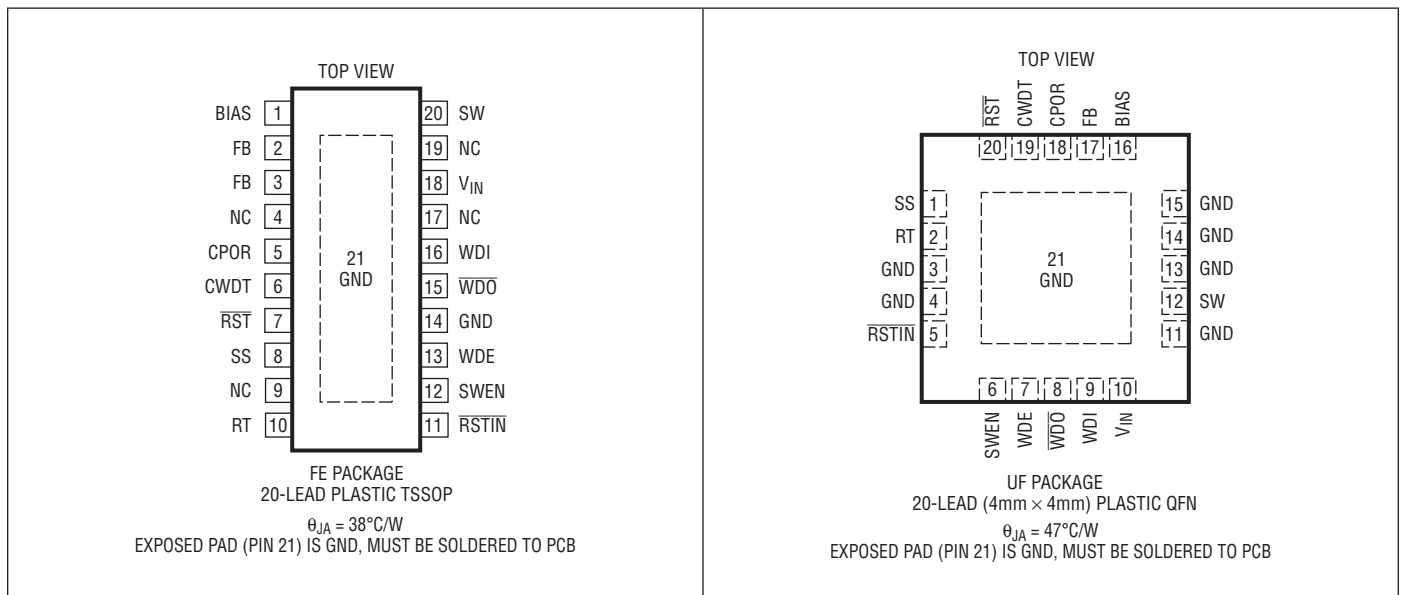 TOP VIEW
BIAS 1 20 SW
FB 2 19 NC
FB 3 18 VIN
NC 4 17 NC
CPOR 5 16 WDI
CWDT 6 15 WDO
RST 7 14 GND
SS 8 13 WDE
NC 9 12 SWEN
RT 10 11 RSTIN
21
GND
FE PACKAGE
20-LEAD PLASTIC TSSOP
θJA = 38°C/W
EXPOSED PAD (PIN 21) IS GND, MUST BE SOLDERED TO PCB
TOP VIEW
RST CWDT CPOR FB BIAS
20 19 18 17 16
SS 1 15 GND
RT 2 14 GND
GND 3 13 GND
GND 4 12 SW
RSTIN 5 11 GND
21
GND
6 7 8 9 10
SWEN WDE WDO WDI VIN
UF PACKAGE
20-LEAD (4mm × 4mm) PLASTIC QFN
θJA = 47°C/W
EXPOSED PAD (PIN 21) IS GND, MUST BE SOLDERED TO PCB